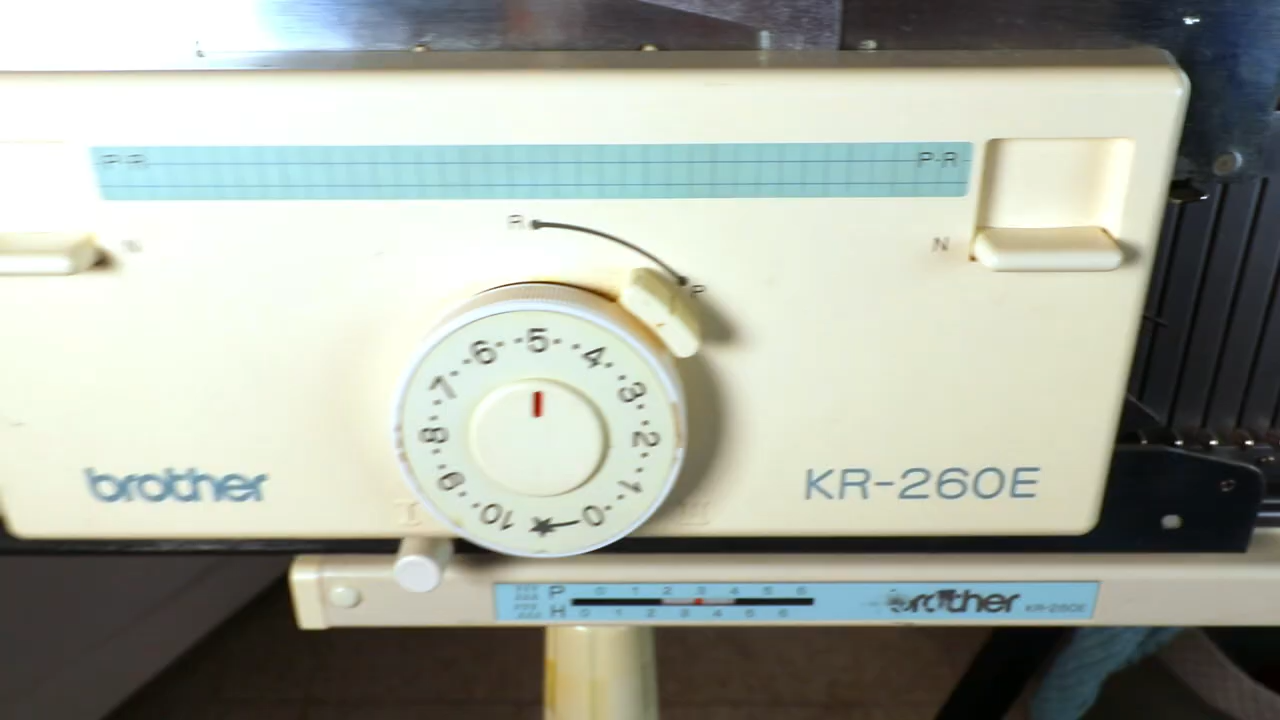 P·R P·R
N N
R
P
5
6 4
7 3
8 2
9 1
10 0
I III
brother KR-260E
P 0 1 2 3 4 5 6
H 0 1 2 3 4 5 6
brother KR-260E